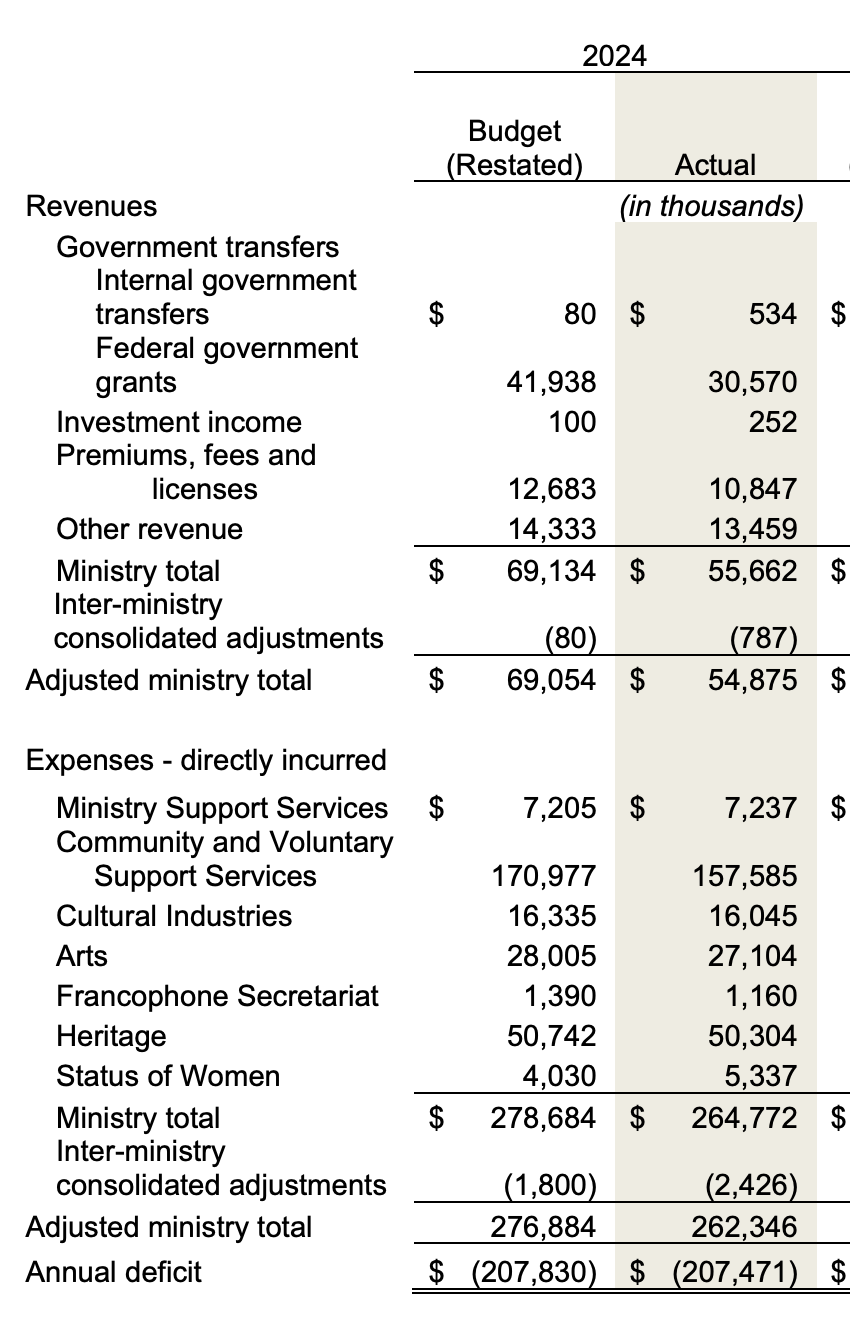 2024
Budget
(Restated) Actual
Revenues (in thousands)
Government transfers
Internal government
transfers $ 80 $ 534 $
Federal government
grants 41,938 30,570
Investment income 100 252
Premiums, fees and
licenses 12,683 10,847
Other revenue 14,333 13,459
Ministry total $ 69,134 $ 55,662 $
Inter-ministry
consolidated adjustments (80) (787)
Adjusted ministry total $ 69,054 $ 54,875 $
Expenses - directly incurred
Ministry Support Services $ 7,205 $ 7,237 $
Community and Voluntary
Support Services 170,977 157,585
Cultural Industries 16,335 16,045
Arts 28,005 27,104
Francophone Secretariat 1,390 1,160
Heritage 50,742 50,304
Status of Women 4,030 5,337
Ministry total $ 278,684 $ 264,772 $
Inter-ministry
consolidated adjustments (1,800) (2,426)
Adjusted ministry total 276,884 262,346
Annual deficit $ (207,830) $ (207,471) $